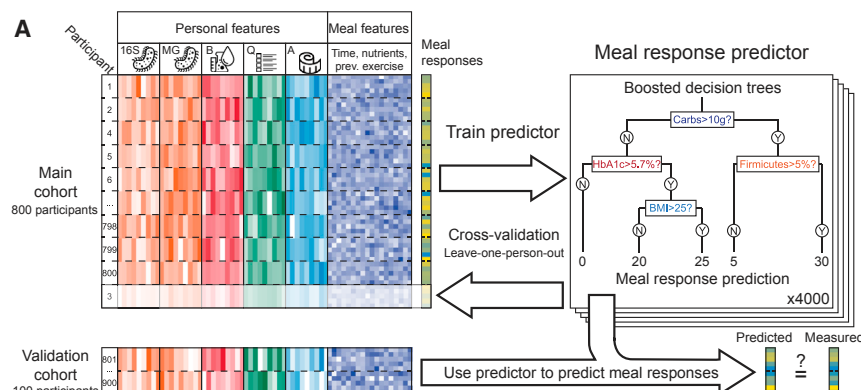 A
Participant
Personal features
Meal features
16S
MG
B
Q
A
Time, nutrients,
prev. exercise
Meal
responses
1
2
4
5
6
...
798
799
800
3
Main
cohort
800 participants
Train predictor
Cross-validation
Leave-one-person-out
Meal response predictor
Boosted decision trees
Carbs>10g?
N
Y
HbA1c>5.7%?
Firmicutes>5%?
N
Y
N
Y
BMI>25?
N
Y
0
20
25
5
30
Meal response prediction
x4000
Validation
cohort
100 participants
801
...
900
Use predictor to predict meal responses
Predicted
Measured
?
=